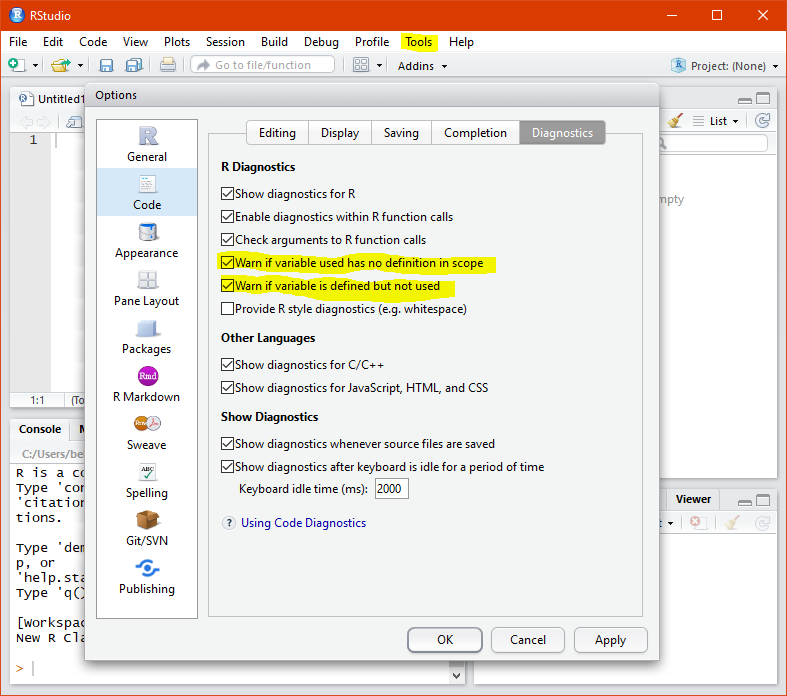 RStudio
File Edit Code View Plots Session Build Debug Profile Tools Help
Go to file/function Addins Project: (None)
Untitled1
List
1
Options
General
Code
Appearance
Pane Layout
Packages
Rmd
R Markdown
Sweave
ABC
Spelling
Git/SVN
Publishing
Editing Display Saving Completion Diagnostics
R Diagnostics
Show diagnostics for R
Enable diagnostics within R function calls
Check arguments to R function calls
Warn if variable used has no definition in scope
Warn if variable is defined but not used
Provide R style diagnostics (e.g. whitespace)
Other Languages
Show diagnostics for C/C++
Show diagnostics for JavaScript, HTML, and CSS
Show Diagnostics
Show diagnostics whenever source files are saved
Show diagnostics after keyboard is idle for a period of time
Keyboard idle time (ms): 2000
? Using Code Diagnostics
OK Cancel Apply
mpty
1:1 (To
Console
C:/Users/be
R is a co
Type 'con
'citation
tions.
Type 'dem
p, or
'help.sta
Type 'q()
[Workspac
New R Cla
>
Viewer